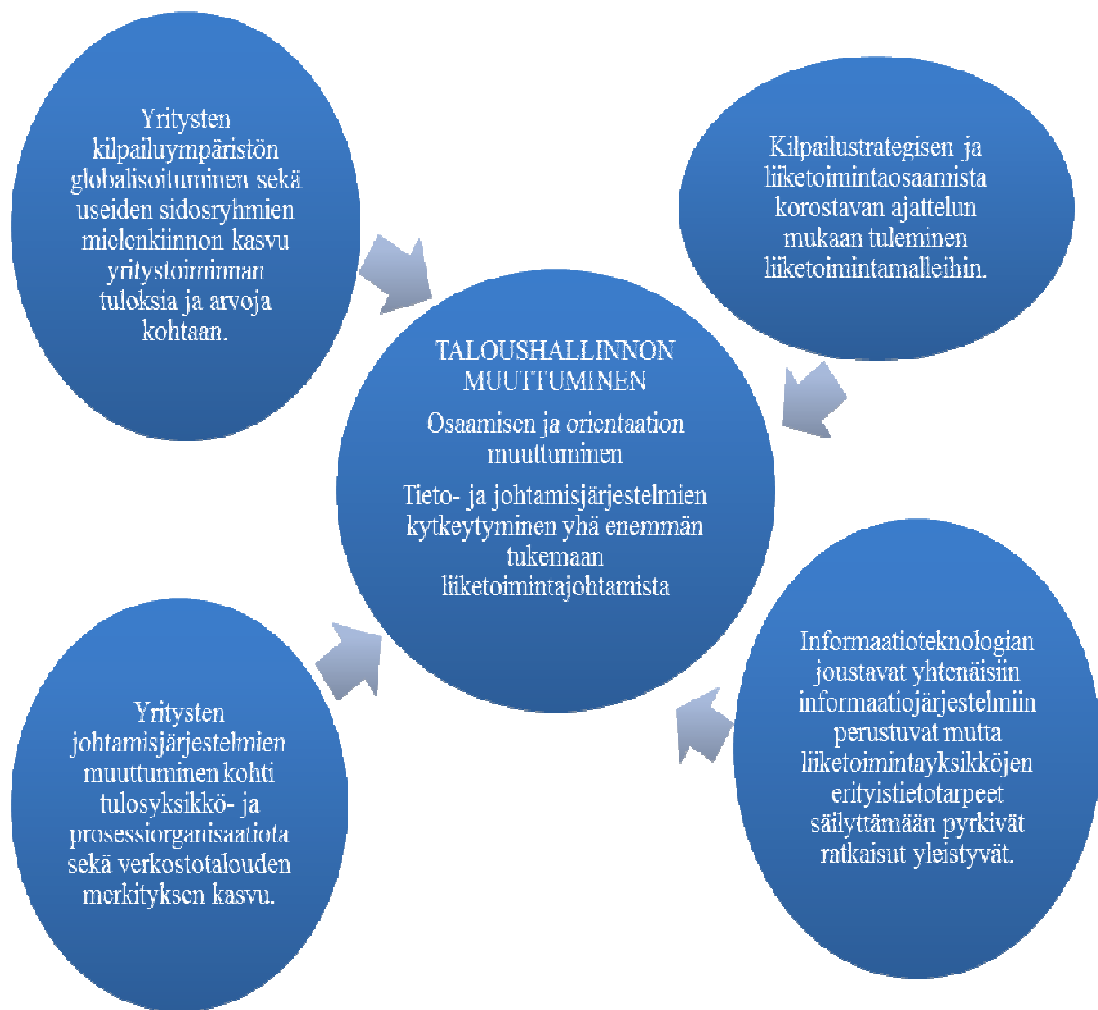 Yritysten
kilpailuympäristön
globalisoituminen sekä
useiden sidosryhmien
mielenkiinnon kasvu
yritystoiminnan
tuloksia ja arvoja
kohtaan.
Kilpailustrategisen ja
liiketoimintaosaamista
korostavan ajattelun
mukaan tuleminen
liiketoimintamalleihin.
TALOUSHALLINNON
MUUTTUMINEN
Osaamisen ja orientaation
muuttuminen
Tieto- ja johtamisjärjestelmien
kytkeytyminen yhä enemmän
tukemaan
liiketoimintajohtamista
Yritysten
johtamisjärjestelmien
muuttuminen kohti
tulosyksikkö- ja
prosessiorganisaatiota
sekä verkostotalouden
merkityksen kasvu.
Informaatioteknologian
joustavat yhtenäisiin
informaatiojärjestelmiin
perustuvat mutta
liiketoimintayksikköjen
erityistietotarpeet
säilyttämään pyrkivät
ratkaisut yleistyvät.